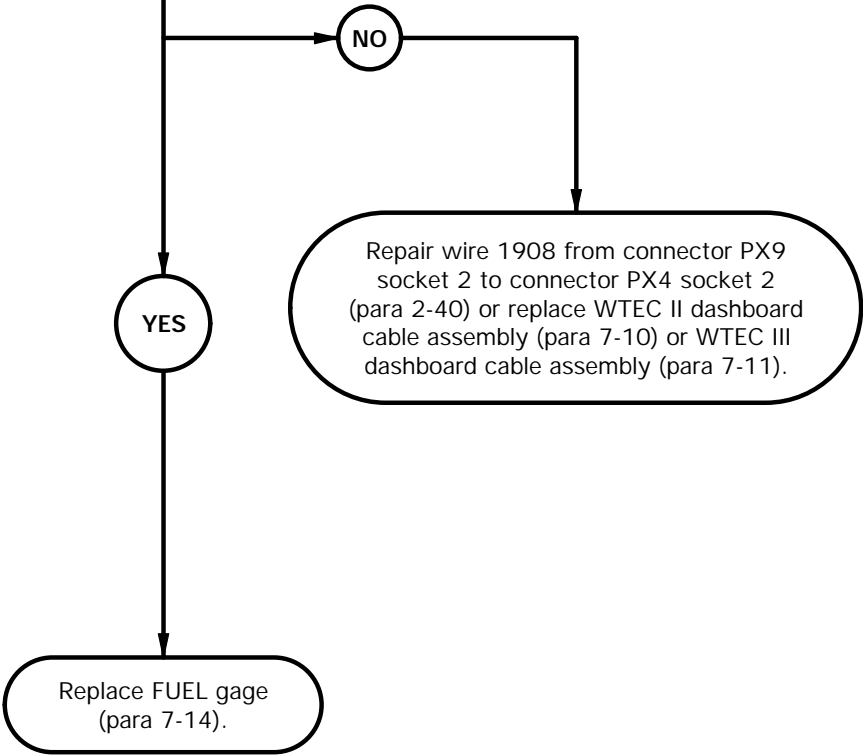 NO
Repair wire 1908 from connector PX9
socket 2 to connector PX4 socket 2
(para 2-40) or replace WTEC II dashboard
cable assembly (para 7-10) or WTEC III
dashboard cable assembly (para 7-11).
YES
Replace FUEL gage
(para 7-14).